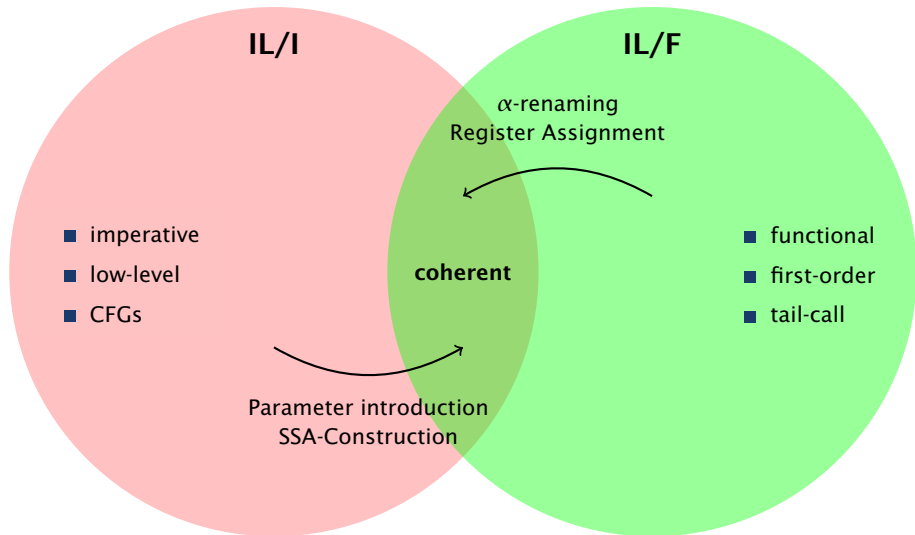 IL/I
IL/F
α-renaming
Register Assignment
imperative
low-level
CFGs
coherent
functional
first-order
tail-call
Parameter introduction
SSA-Construction